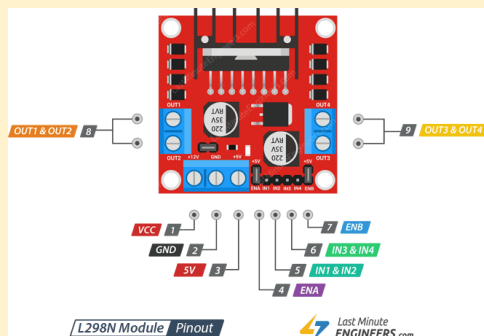 OUT1
OUT4
220
35V
RVT
220
35V
RVT
OUT2
OUT3
+12V GND +5V
+5V +5V
ENA IN1 IN2 IN3 IN4 ENB
OUT1 & OUT2 8
9 OUT3 & OUT4
VCC 1
GND 2
5V 3
7 ENB
6 IN3 & IN4
5 IN1 & IN2
4 ENA
L298N Module Pinout
Last Minute
ENGINEERS.com